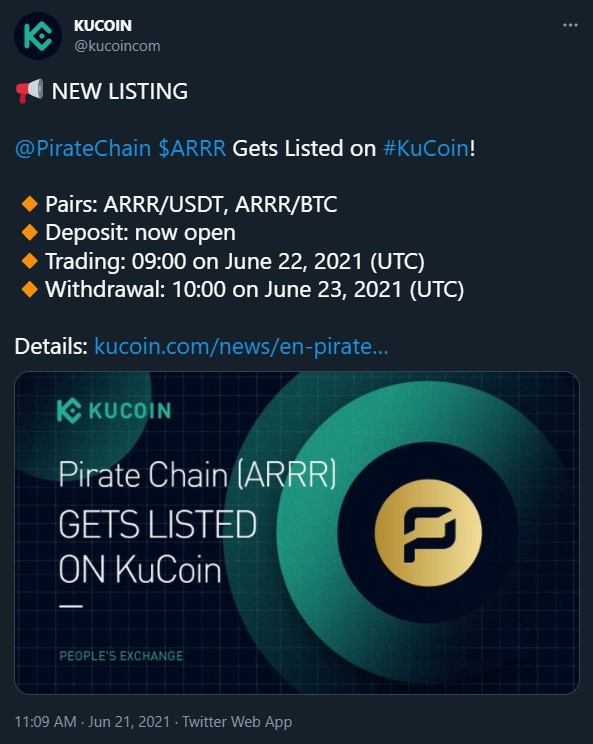 KUCOIN
@kucoincom
NEW LISTING
@PirateChain $ARRR Gets Listed on #KuCoin!
Pairs: ARRR/USDT, ARRR/BTC
Deposit: now open
Trading: 09:00 on June 22, 2021 (UTC)
Withdrawal: 10:00 on June 23, 2021 (UTC)
Details: kucoin.com/news/en-pirate...
KUCOIN
Pirate Chain (ARRR)
GETS LISTED
ON KuCoin
PEOPLE'S EXCHANGE
11:09 AM · Jun 21, 2021 · Twitter Web App